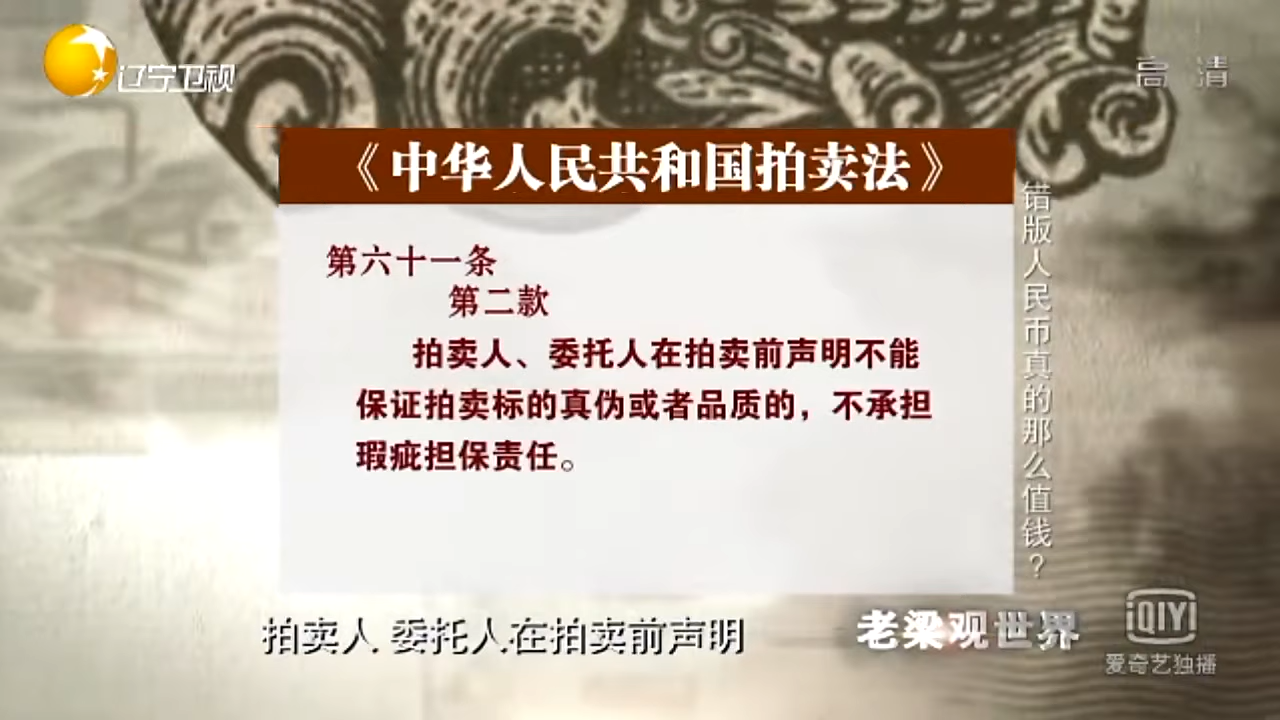 辽宁卫视
高清
《中华人民共和国拍卖法》
第六十一条
第二款
拍卖人、委托人在拍卖前声明不能
保证拍卖标的真伪或者品质的，不承担
瑕疵担保责任。
错版人民币真的那么值钱？
拍卖人 委托人在拍卖前声明
老梁观世界
iQIYI
爱奇艺独播